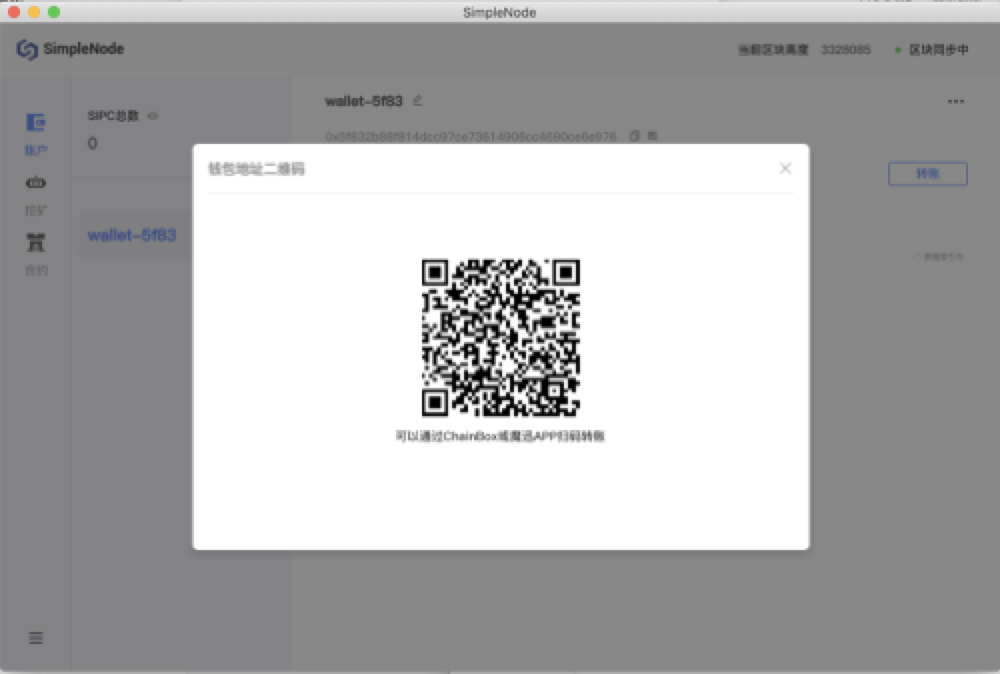 SimpleNode
SimpleNode
当前区块高度 3328085 区块同步中
账户
挖矿
合约
SIPC总数
0
wallet-5f83
wallet-5f83
转账
钱包地址二维码
可以通过ChainBox或魔迅APP扫码转账